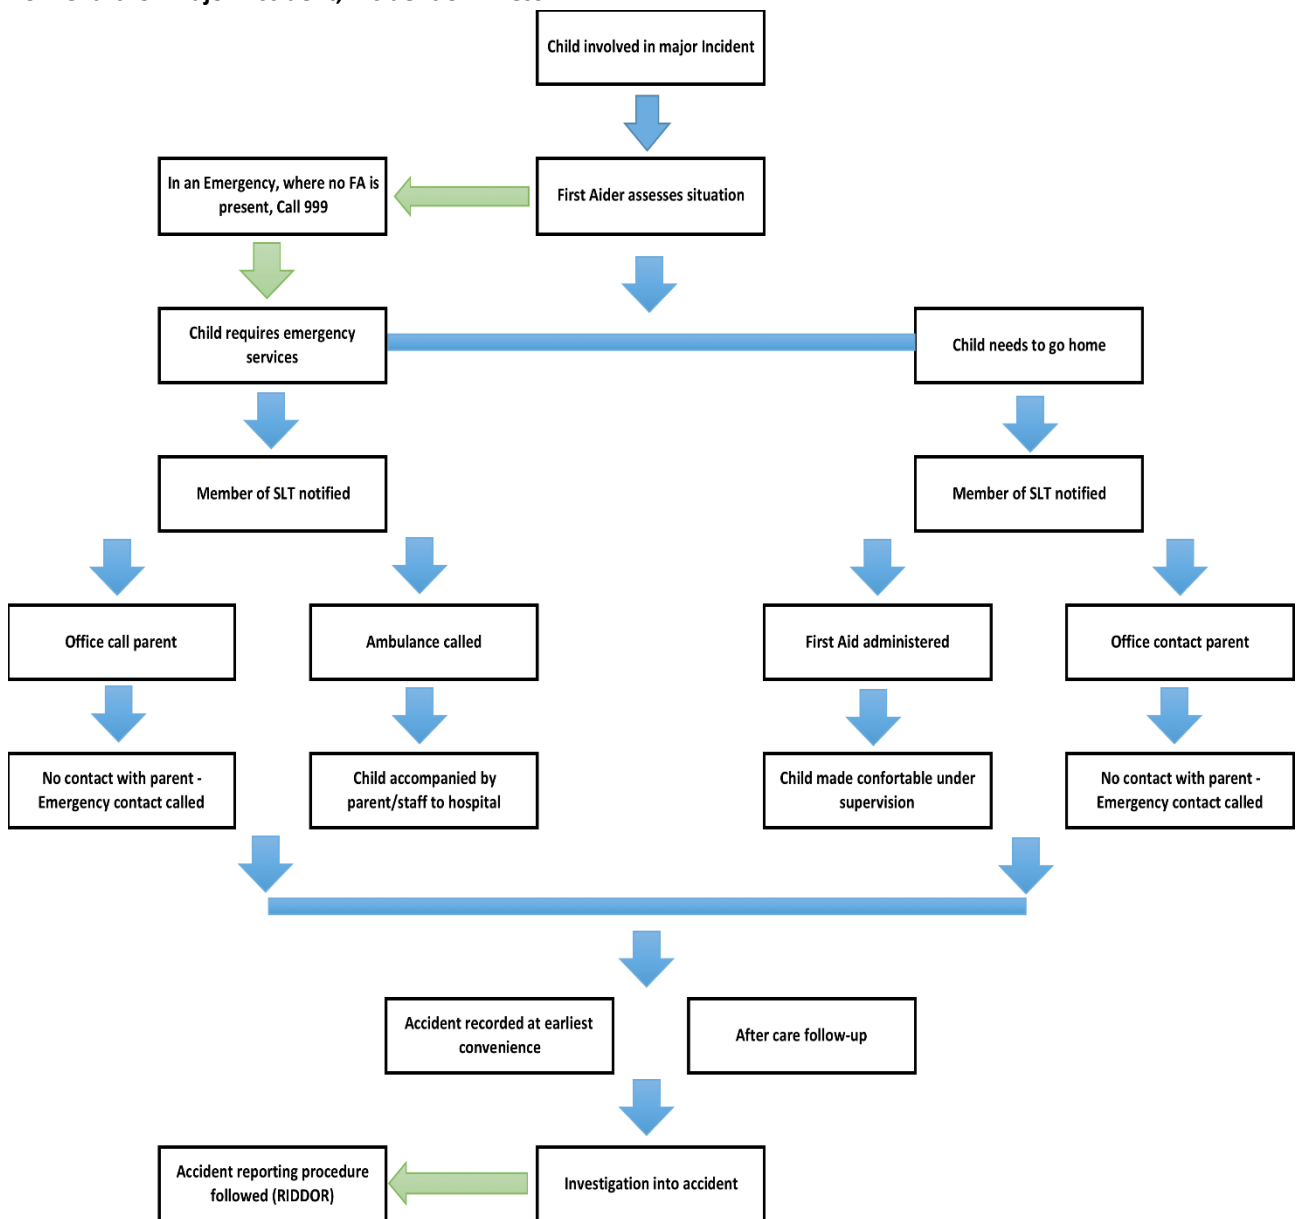 Child involved in major Incident
In an Emergency, where no FA is
present, Call 999
First Aider assesses situation
Child requires emergency
services
Child needs to go home
Member of SLT notified
Member of SLT notified
Office call parent
Ambulance called
First Aid administered
Office contact parent
No contact with parent -
Emergency contact called
Child accompanied by
parent/staff to hospital
Child made confortable under
supervision
No contact with parent -
Emergency contact called
Accident recorded at earliest
convenience
After care follow-up
Accident reporting procedure
followed (RIDDOR)
Investigation into accident